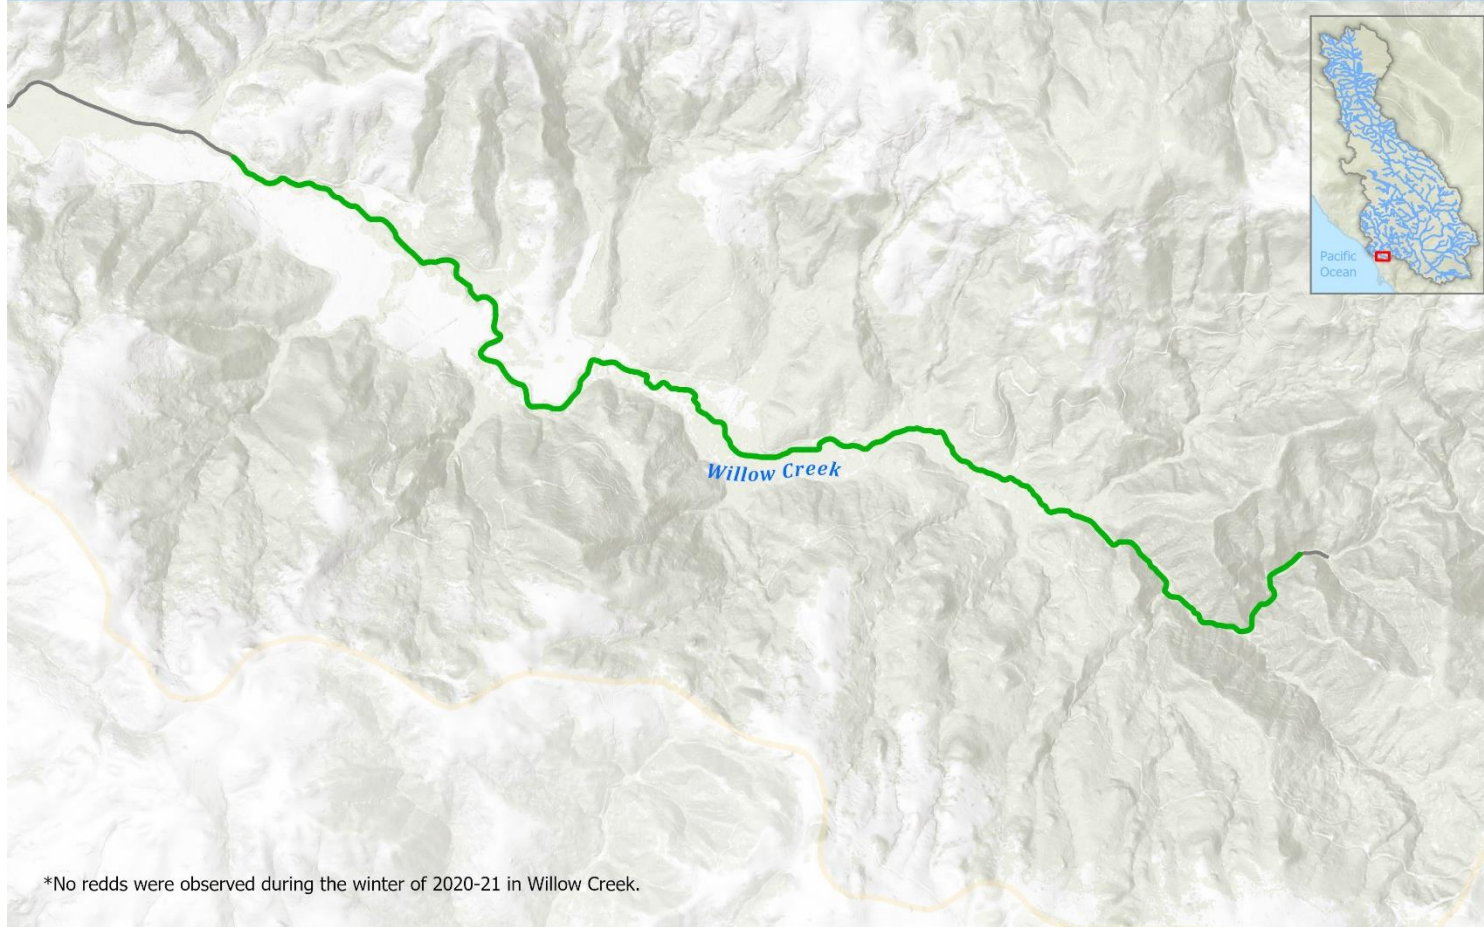 Pacific
Ocean
Willow Creek
*No redds were observed during the winter of 2020-21 in Willow Creek.